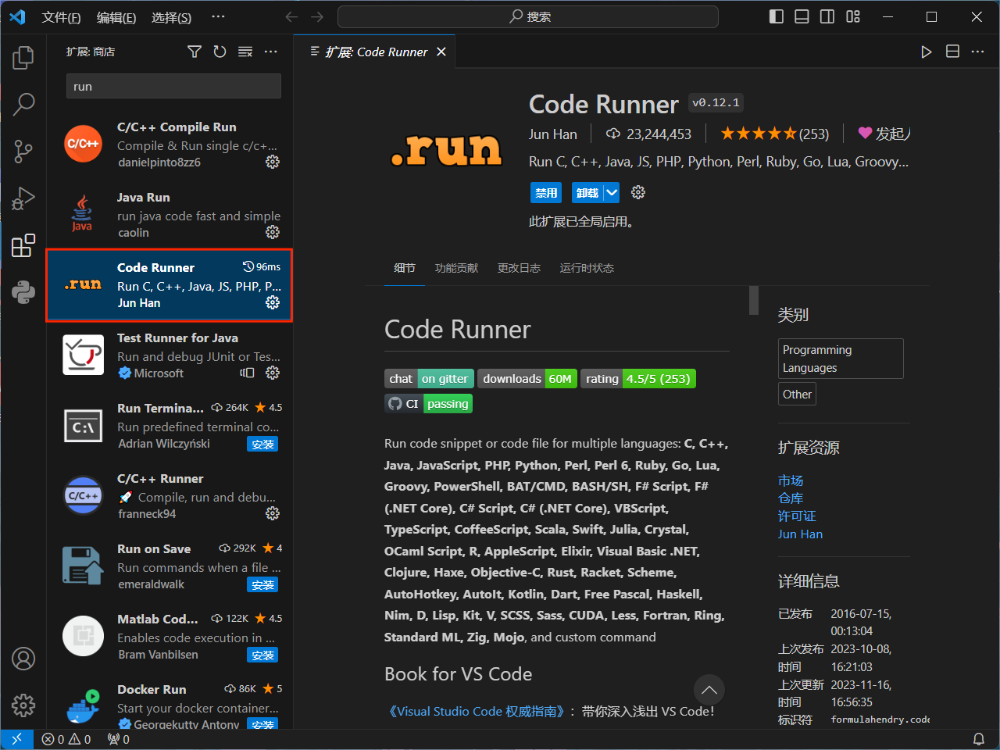 文件(F) 编辑(E) 选择(S) ··· 搜索
扩展: 商店
run
C/C++
C/C++ Compile Run
Compile & Run single c/c+...
danielpinto8zz6
Java
Java Run
run java code fast and simple
caolin
.run
Code Runner 96ms
Run C, C++, Java, JS, PHP, P...
Jun Han
Test Runner for Java
Run and debug JUnit or Tes...
Microsoft
C:\
Run Termina... 264K 4.5
Run predefined terminal co...
Adrian Wilczyński 安装
C/C++
C/C++ Runner
🚀 Compile, run and debu...
franneck94
Run on Save 292K 4
Run commands when a file ...
emeraldwalk 安装
Matlab Cod... 122K 4.5
Enables code execution in ...
Bram Vanbilsen 安装
Docker Run 86K 5
Start your docker container...
Georgekutty Antony 安装
扩展: Code Runner
.run
Code Runner v0.12.1
Jun Han 23,244,453 ★★★★★(253) 发起人
Run C, C++, Java, JS, PHP, Python, Perl, Ruby, Go, Lua, Groovy...
禁用 卸载
此扩展已全局启用。
细节 功能贡献 更改日志 运行时状态
Code Runner
chat on gitter downloads 60M rating 4.5/5 (253)
CI passing
Run code snippet or code file for multiple languages: C, C++,
Java, JavaScript, PHP, Python, Perl, Perl 6, Ruby, Go, Lua,
Groovy, PowerShell, BAT/CMD, BASH/SH, F# Script, F#
(.NET Core), C# Script, C# (.NET Core), VBScript,
TypeScript, CoffeeScript, Scala, Swift, Julia, Crystal,
OCaml Script, R, AppleScript, Elixir, Visual Basic .NET,
Clojure, Haxe, Objective-C, Rust, Racket, Scheme,
AutoHotkey, AutoIt, Kotlin, Dart, Free Pascal, Haskell,
Nim, D, Lisp, Kit, V, SCSS, Sass, CUDA, Less, Fortran, Ring,
Standard ML, Zig, Mojo, and custom command
Book for VS Code
《Visual Studio Code 权威指南》：带你深入浅出 VS Code！
类别
Programming
Languages
Other
扩展资源
市场
仓库
许可证
Jun Han
详细信息
已发布 2016-07-15,
00:13:04
上次发布 2023-10-08,
时间 16:21:03
上次更新 2023-11-16,
时间 16:56:35
标识符 formulahendry.code
0 0 0